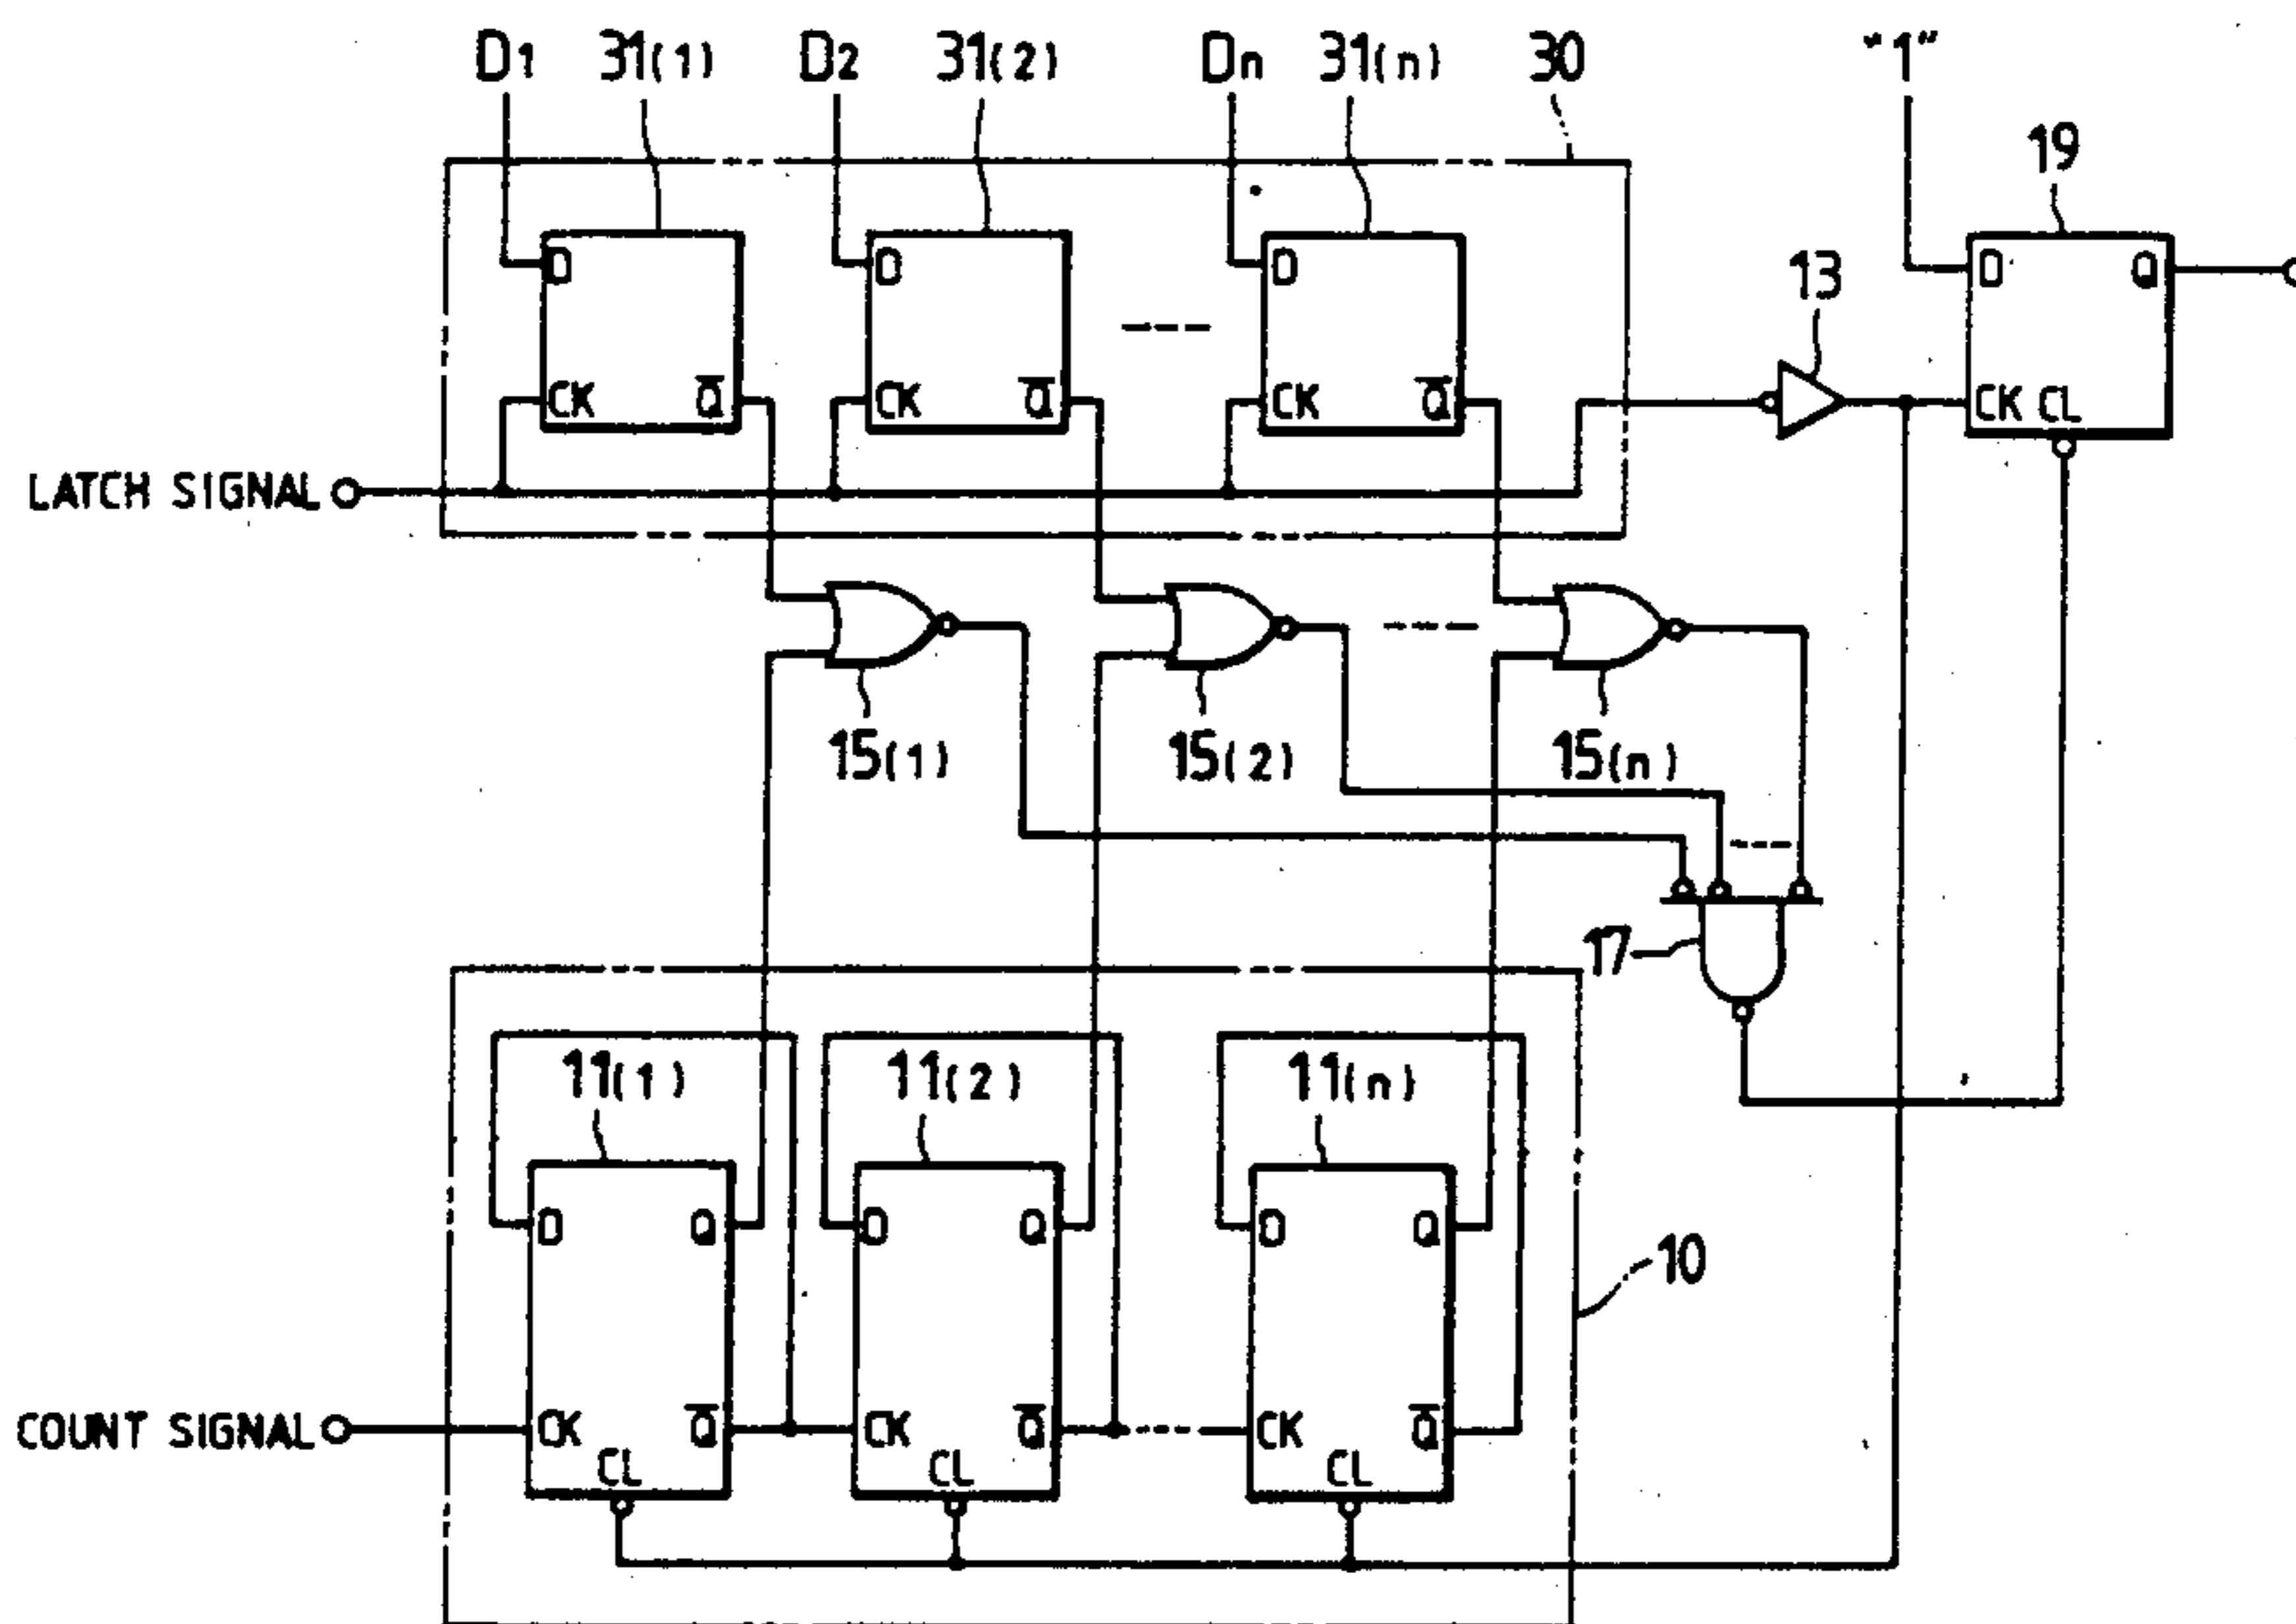 D1 31(1) D2 31(2) Dn 31(n) 30 "1"
19
D D D 13 D Q
CK Q̅ CK Q̅ CK Q̅ CK CL
LATCH SIGNAL
15(1) 15(2) 15(n)
17
11(1) 11(2) 11(n)
D Q D Q D Q
10
COUNT SIGNAL CK Q̅ CK Q̅ CK Q̅
CL CL CL